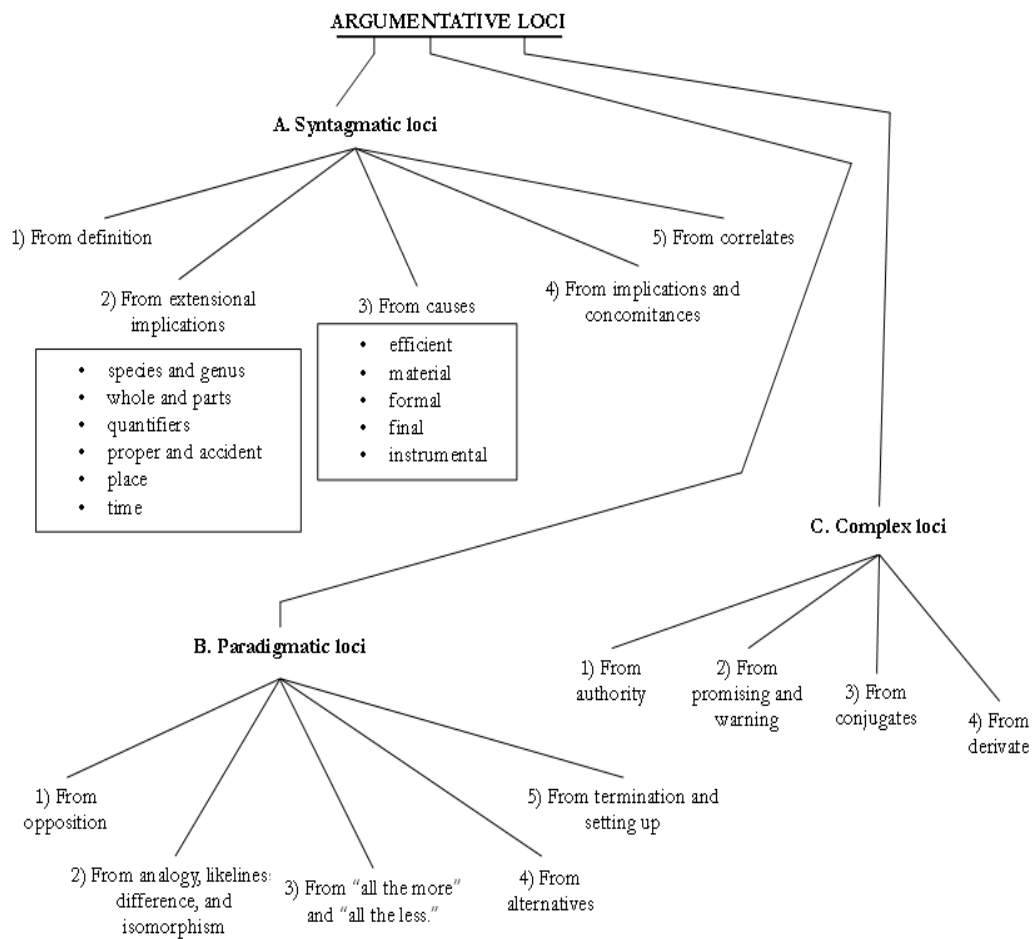 ARGUMENTATIVE LOCI
A. Syntagmatic loci
1) From definition
2) From extensional
implications
• species and genus
• whole and parts
• quantifiers
• proper and accident
• place
• time
3) From causes
• efficient
• material
• formal
• final
• instrumental
4) From implications and
concomitances
5) From correlates
B. Paradigmatic loci
1) From
opposition
2) From analogy, likelines
difference, and
isomorphism
3) From “all the more”
and “all the less.”
4) From
alternatives
5) From termination and
setting up
C. Complex loci
1) From
authority
2) From
promising and
warning
3) From
conjugates
4) From
derivate